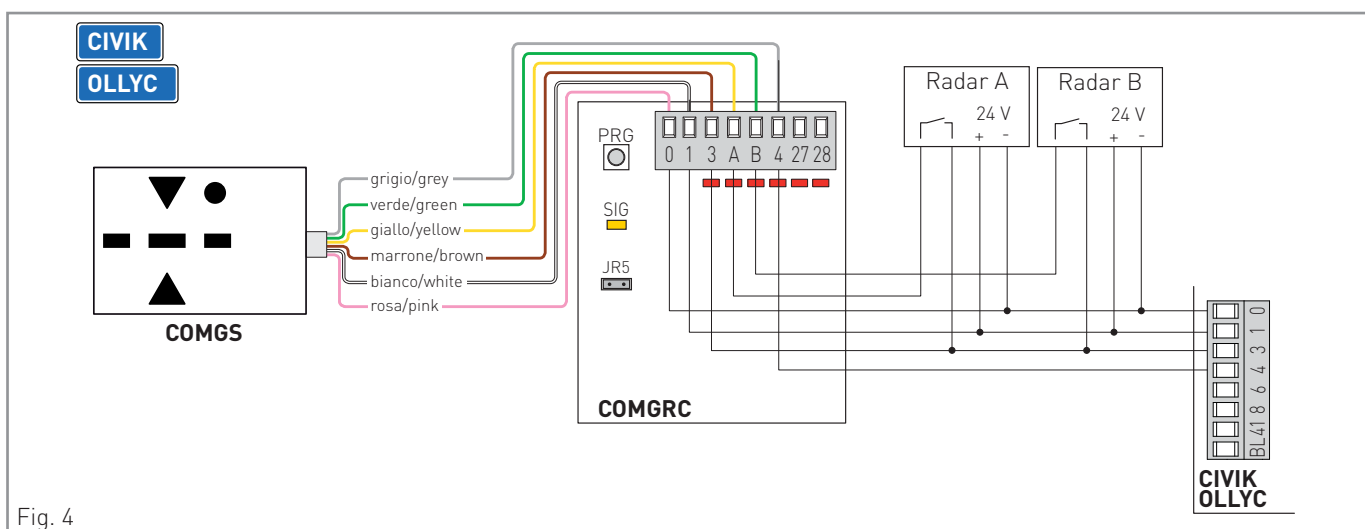 CIVIK
OLLYC
COMGS
grigio/grey
verde/green
giallo/yellow
marrone/brown
bianco/white
rosa/pink
PRG
SIG
JR5
0 1 3 A B 4 27 28
COMGRC
Radar A
24 V
+ -
Radar B
24 V
+ -
0
1
3
4
6
8
41
BL
CIVIK
OLLYC
Fig. 4